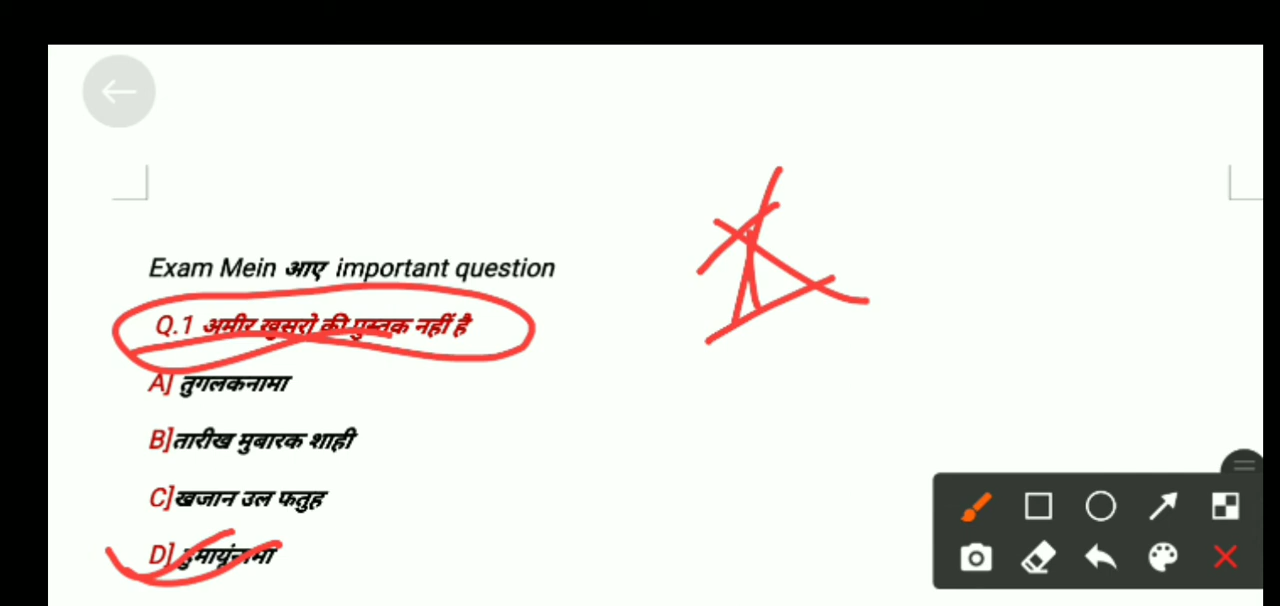 Exam Mein आए important question
Q.1 अमीर खुसरो की पुस्तक नहीं है
A] तुगलकनामा
B]तारीख मुबारक शाही
C]खजान उल फतुह
D] हुमायूंनामा